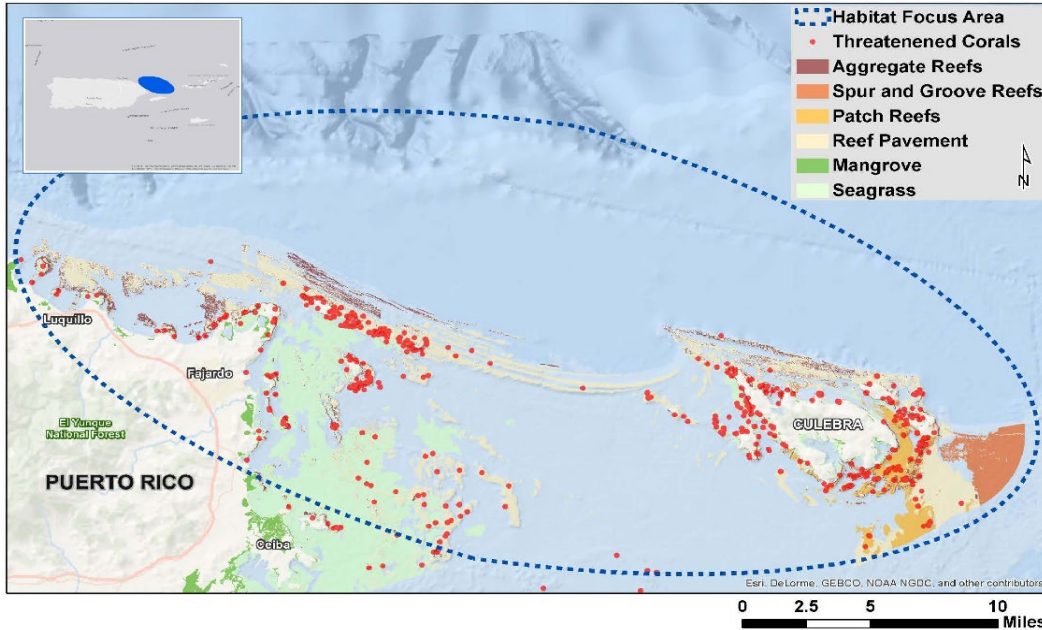 Habitat Focus Area
Threatenened Corals
Aggregate Reefs
Spur and Groove Reefs
Patch Reefs
Reef Pavement
Mangrove
Seagrass
N
Luquillo
Fajardo
El Yunque
National Forest
CULEBRA
PUERTO RICO
Ceiba
Esri, DeLorme, GEBCO, NOAA NGDC, and other contributors
0 2.5 5 10
Miles